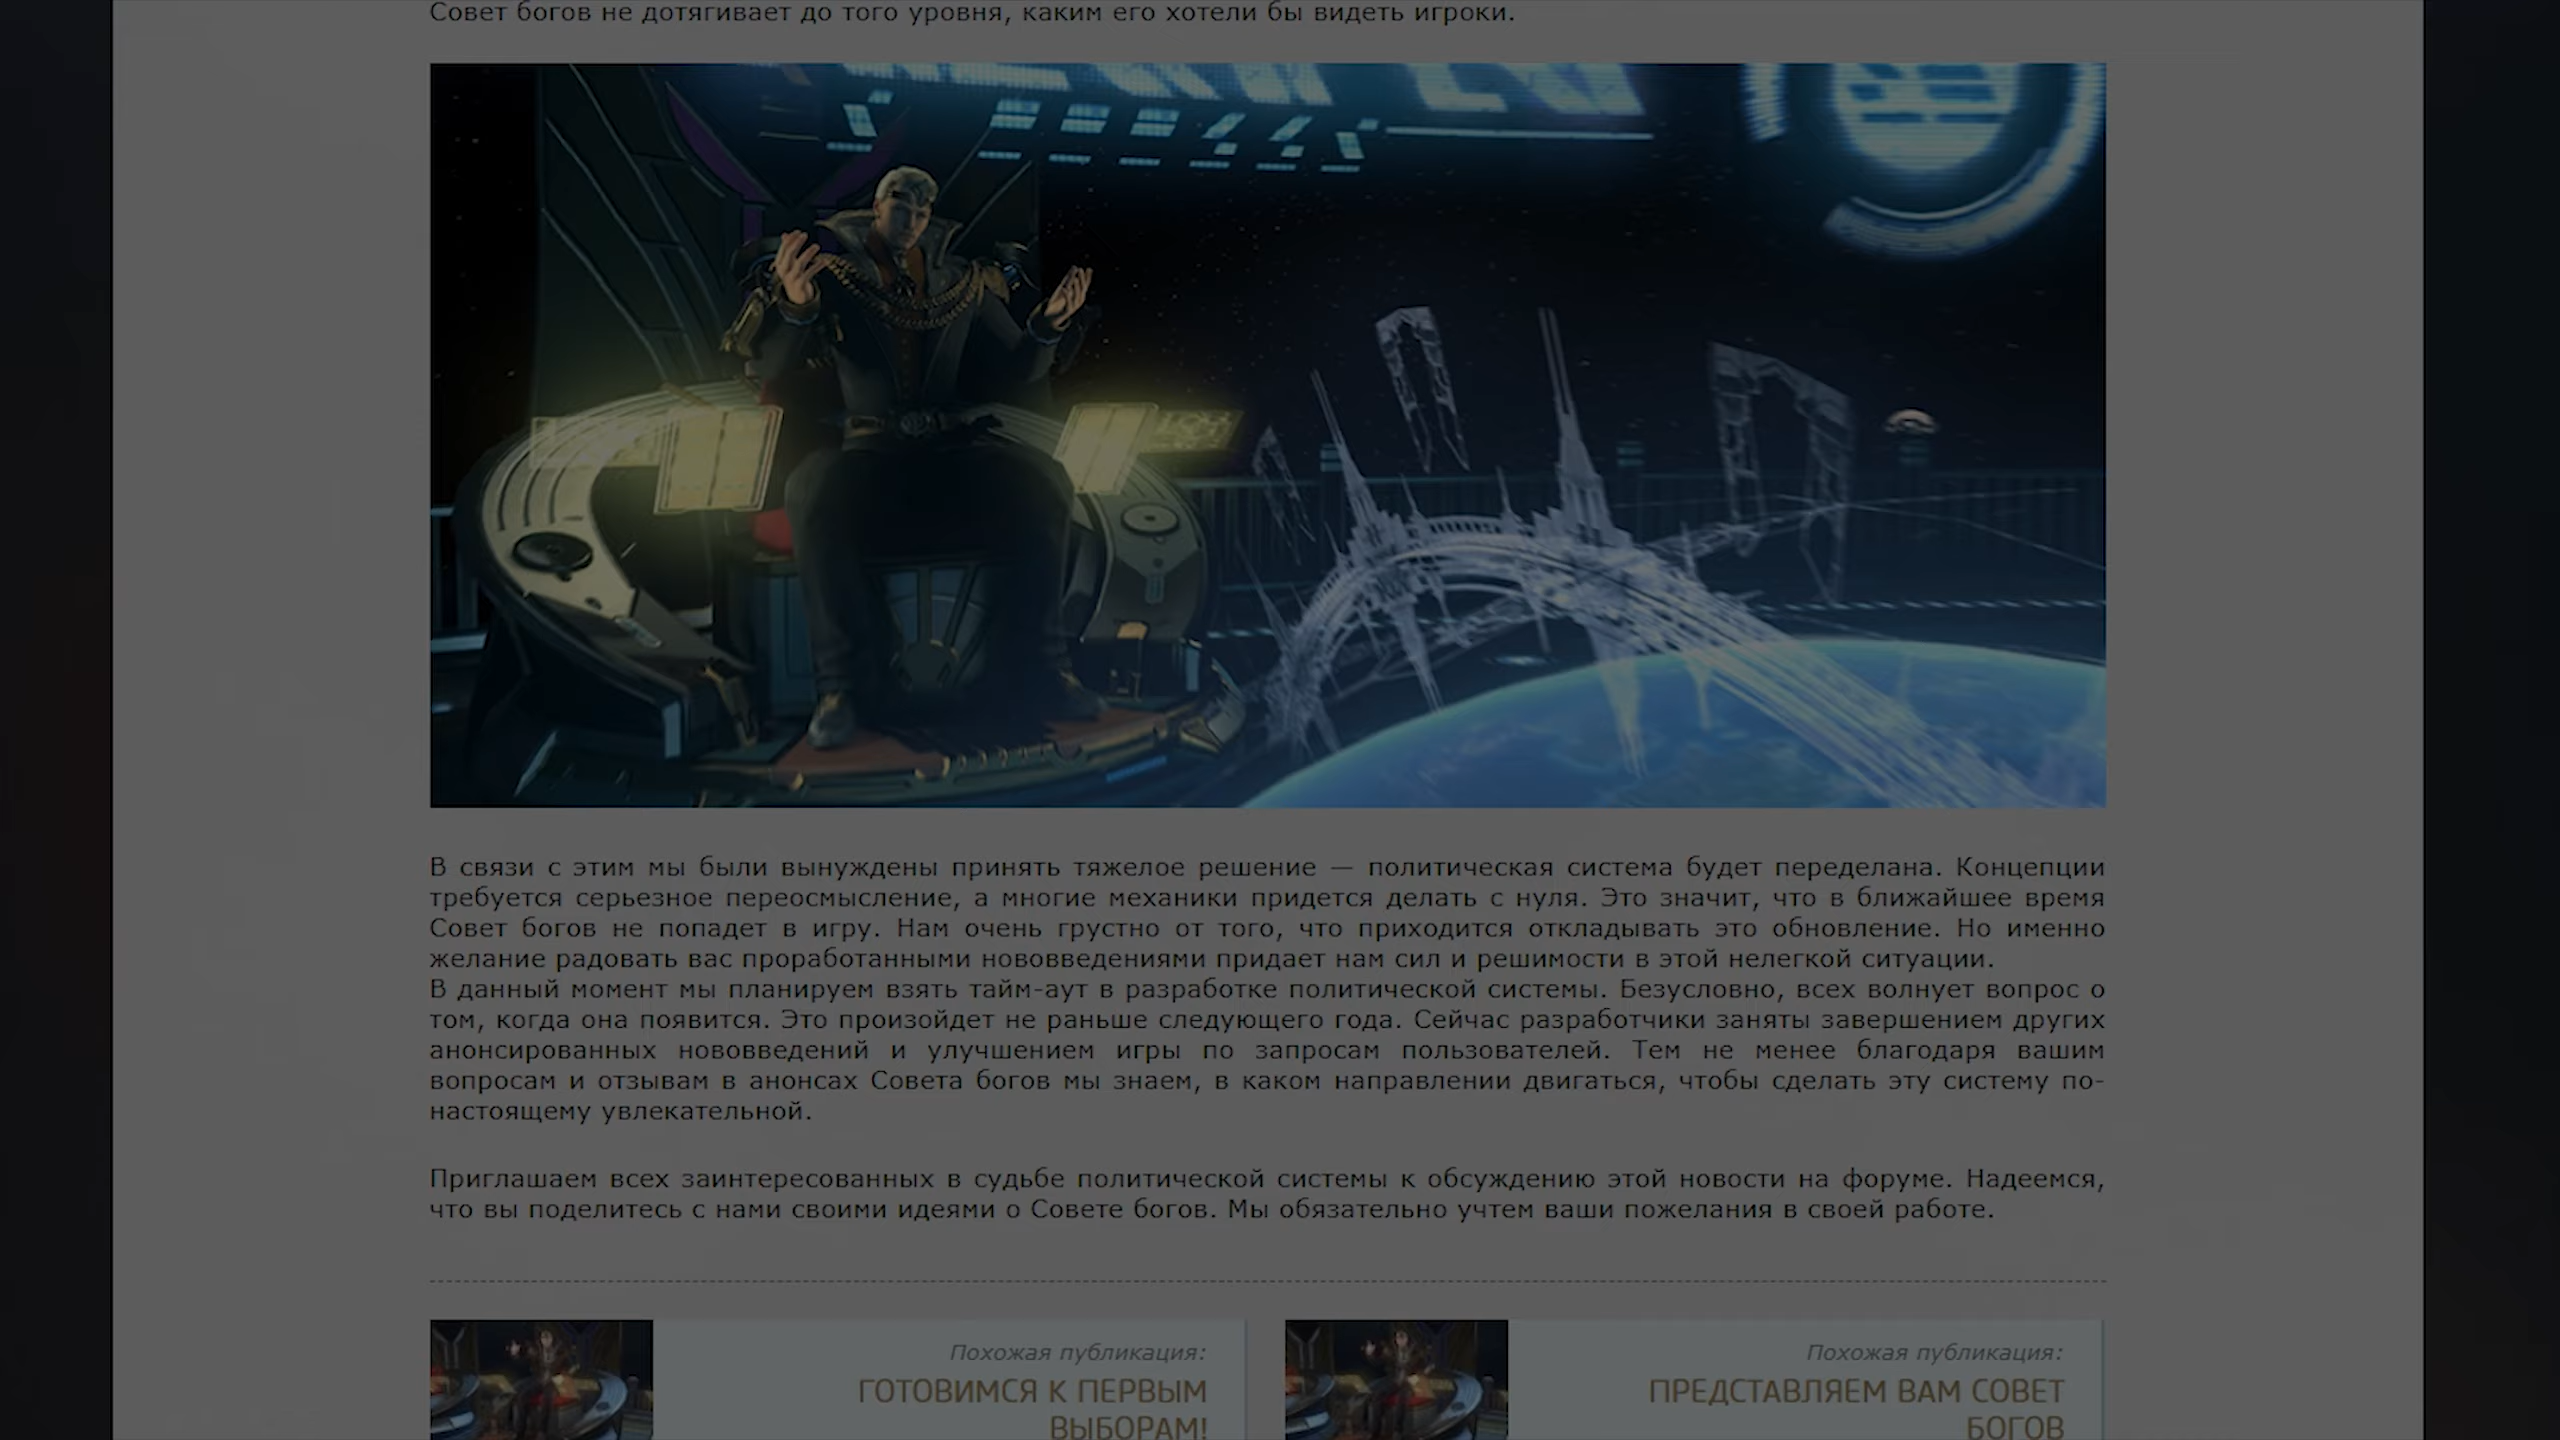 Совет богов не дотягивает до того уровня, каким его хотели бы видеть игроки.
В связи с этим мы были вынуждены принять тяжелое решение — политическая система будет переделана. Концепции
требуется серьезное переосмысление, а многие механики придется делать с нуля. Это значит, что в ближайшее время
Совет богов не попадет в игру. Нам очень грустно от того, что приходится откладывать это обновление. Но именно
желание радовать вас проработанными нововведениями придает нам сил и решимости в этой нелегкой ситуации.
В данный момент мы планируем взять тайм-аут в разработке политической системы. Безусловно, всех волнует вопрос о
том, когда она появится. Это произойдет не раньше следующего года. Сейчас разработчики заняты завершением других
анонсированных нововведений и улучшением игры по запросам пользователей. Тем не менее благодаря вашим
вопросам и отзывам в анонсах Совета богов мы знаем, в каком направлении двигаться, чтобы сделать эту систему по-
настоящему увлекательной.
Приглашаем всех заинтересованных в судьбе политической системы к обсуждению этой новости на форуме. Надеемся,
что вы поделитесь с нами своими идеями о Совете богов. Мы обязательно учтем ваши пожелания в своей работе.
Похожая публикация:
ГОТОВИМСЯ К ПЕРВЫМ
ВЫБОРАМ!
Похожая публикация:
ПРЕДСТАВЛЯЕМ ВАМ СОВЕТ
БОГОВ